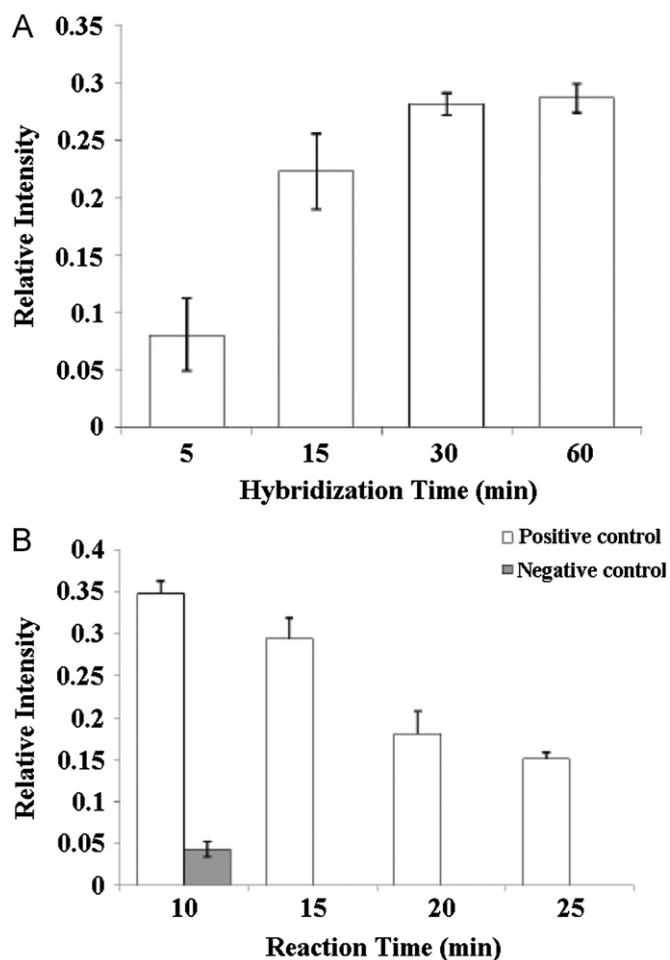 A
0.35
0.3
0.25
0.2
0.15
0.1
0.05
0
Relative Intensity
5 15 30 60
Hybridization Time (min)
B
Positive control
Negative control
0.4
0.35
0.3
0.25
0.2
0.15
0.1
0.05
0
Relative Intensity
10 15 20 25
Reaction Time (min)